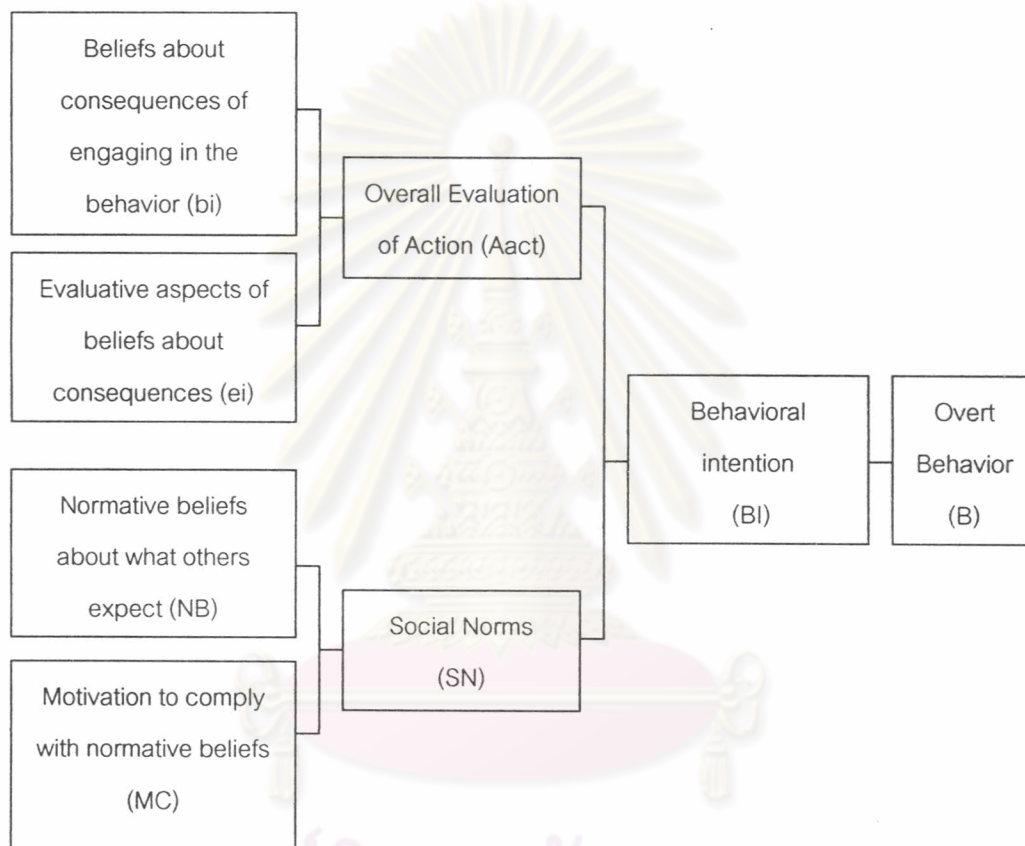 Beliefs about
consequences of
engaging in the
behavior (bi)
Evaluative aspects of
beliefs about
consequences (ei)
Overall Evaluation
of Action (Aact)
Normative beliefs
about what others
expect (NB)
Motivation to comply
with normative beliefs
(MC)
Social Norms
(SN)
Behavioral
intention
(BI)
Overt
Behavior
(B)